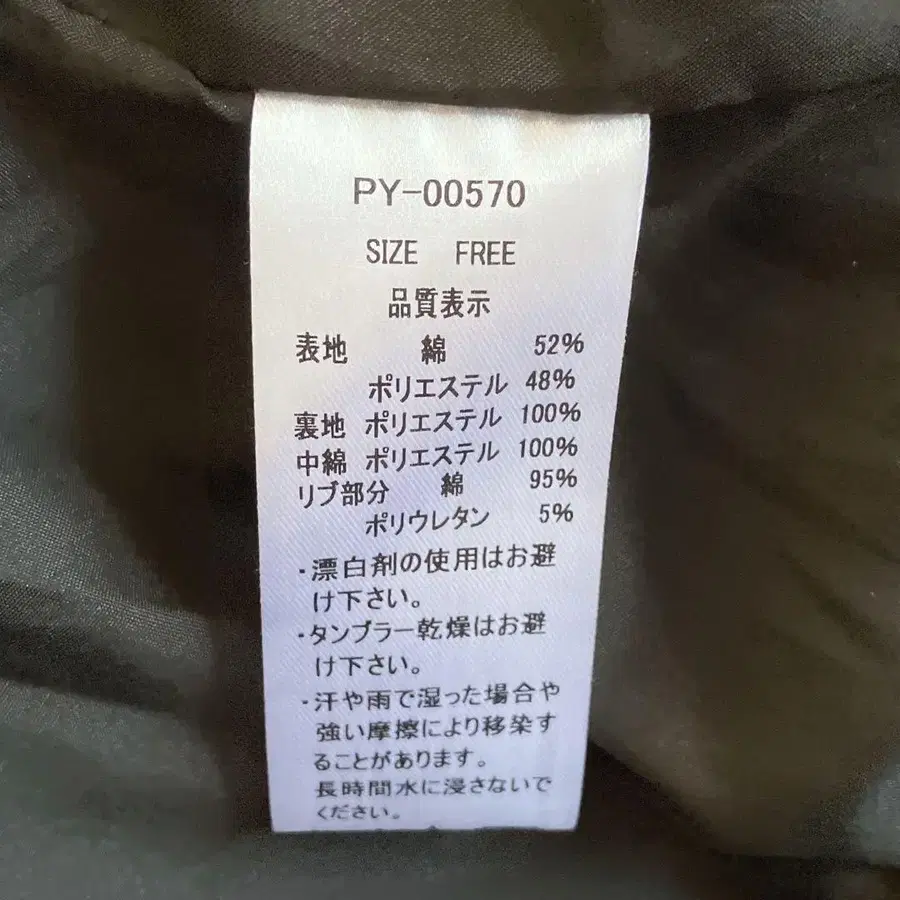 PY-00570
SIZE FREE
品質表示
表地 綿 52%
ポリエステル 48%
裏地 ポリエステル 100%
中綿 ポリエステル 100%
リブ部分 綿 95%
ポリウレタン 5%
・漂白剤の使用はお避
け下さい。
・タンブラー乾燥はお避
け下さい。
・汗や雨で湿った場合や
強い摩擦により移染す
ることがあります。
長時間水に浸さないで
ください。